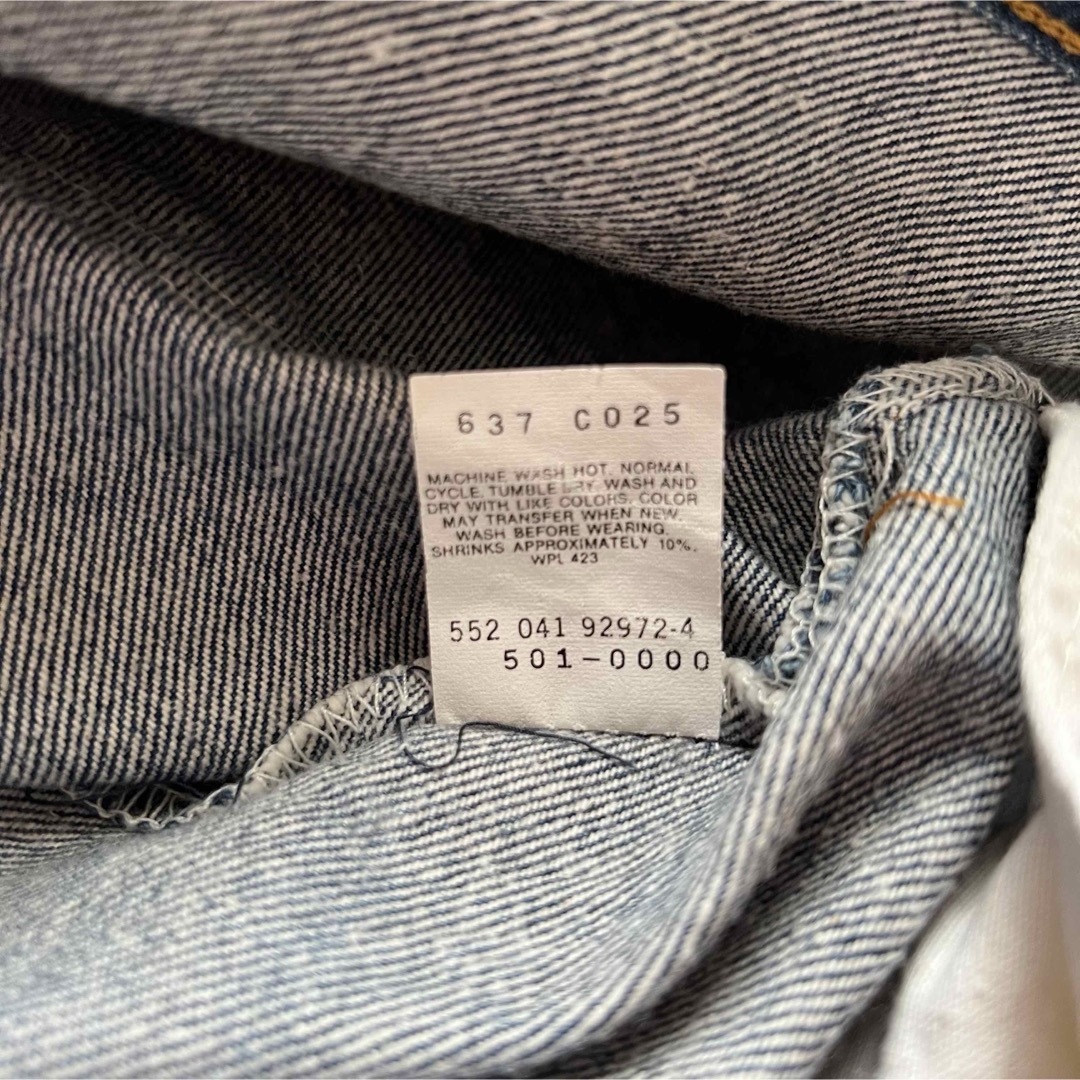 637 C025
MACHINE WASH HOT. NORMAL
CYCLE. TUMBLE DRY. WASH AND
DRY WITH LIKE COLORS. COLOR
MAY TRANSFER WHEN NEW.
WASH BEFORE WEARING.
SHRINKS APPROXIMATELY 10%.
WPL 423
552 041 92972-4
501-0000